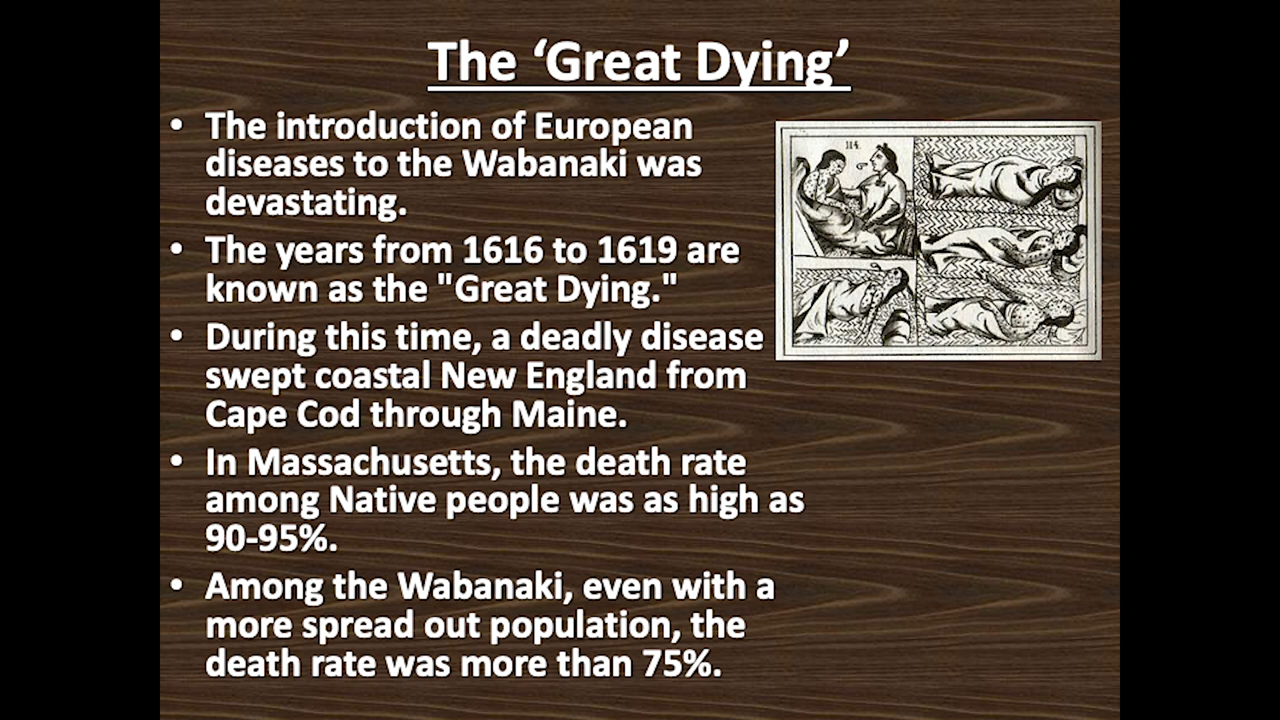 The ‘Great Dying’
• The introduction of European
diseases to the Wabanaki was
devastating.
• The years from 1616 to 1619 are
known as the "Great Dying."
• During this time, a deadly disease
swept coastal New England from
Cape Cod through Maine.
• In Massachusetts, the death rate
among Native people was as high as
90-95%.
• Among the Wabanaki, even with a
more spread out population, the
death rate was more than 75%.
114.